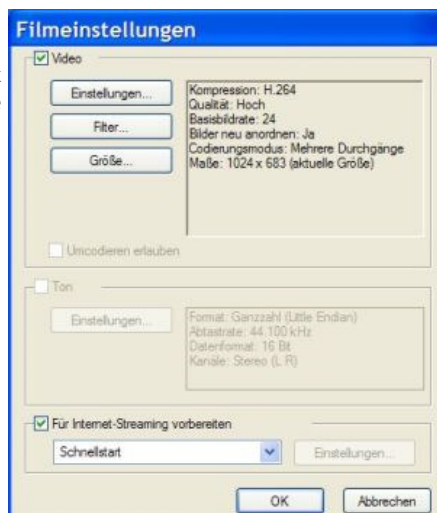 Filmeinstellungen
Video
Einstellungen...
Filter...
Größe...
Kompression: H.264
Qualität: Hoch
Basisbildrate: 24
Bilder neu anordnen: Ja
Codierungsmodus: Mehrere Durchgänge
Maße: 1024 x 683 (aktuelle Größe)
Umcodieren erlauben
Ton
Einstellungen...
Format: Ganzzahl (Little Endian)
Abtastrate: 44.100 kHz
Datenformat: 16 Bit
Kanäle: Stereo (L R)
Für Internet-Streaming vorbereiten
Schnellstart
Einstellungen...
OK
Abbrechen